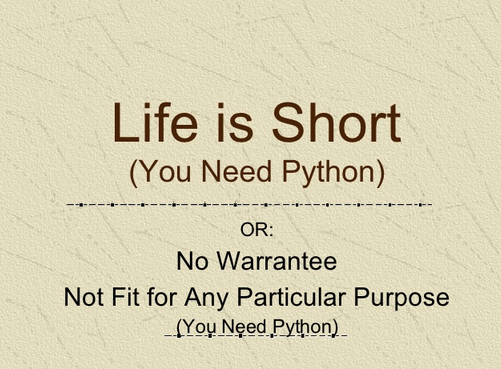 Life is Short
(You Need Python)
OR:
No Warrantee
Not Fit for Any Particular Purpose
(You Need Python)